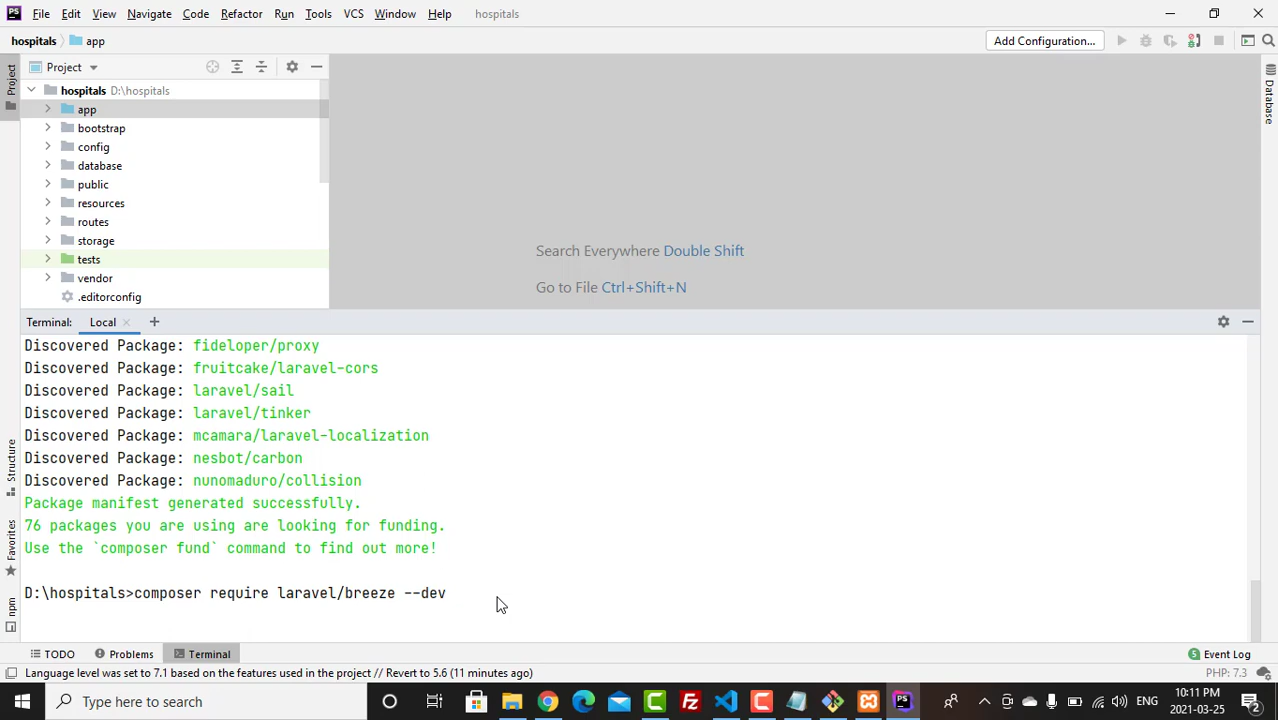 PS File Edit View Navigate Code Refactor Run Tools VCS Window Help hospitals
hospitals app Add Configuration...
Project
Project
hospitals D:\hospitals
app
bootstrap
config
database
public
resources
routes
storage
tests
vendor
.editorconfig
Search Everywhere Double Shift
Go to File Ctrl+Shift+N
Database
Terminal: Local
Discovered Package: fideloper/proxy
Discovered Package: fruitcake/laravel-cors
Discovered Package: laravel/sail
Discovered Package: laravel/tinker
Discovered Package: mcamara/laravel-localization
Discovered Package: nesbot/carbon
Discovered Package: nunomaduro/collision
Package manifest generated successfully.
76 packages you are using are looking for funding.
Use the `composer fund` command to find out more!
D:\hospitals>composer require laravel/breeze --dev
Structure
Favorites
npm
TODO Problems Terminal 5 Event Log
Language level was set to 7.1 based on the features used in the project // Revert to 5.6 (11 minutes ago) PHP: 7.3
Type here to search
ENG
10:11 PM
2021-03-25
2